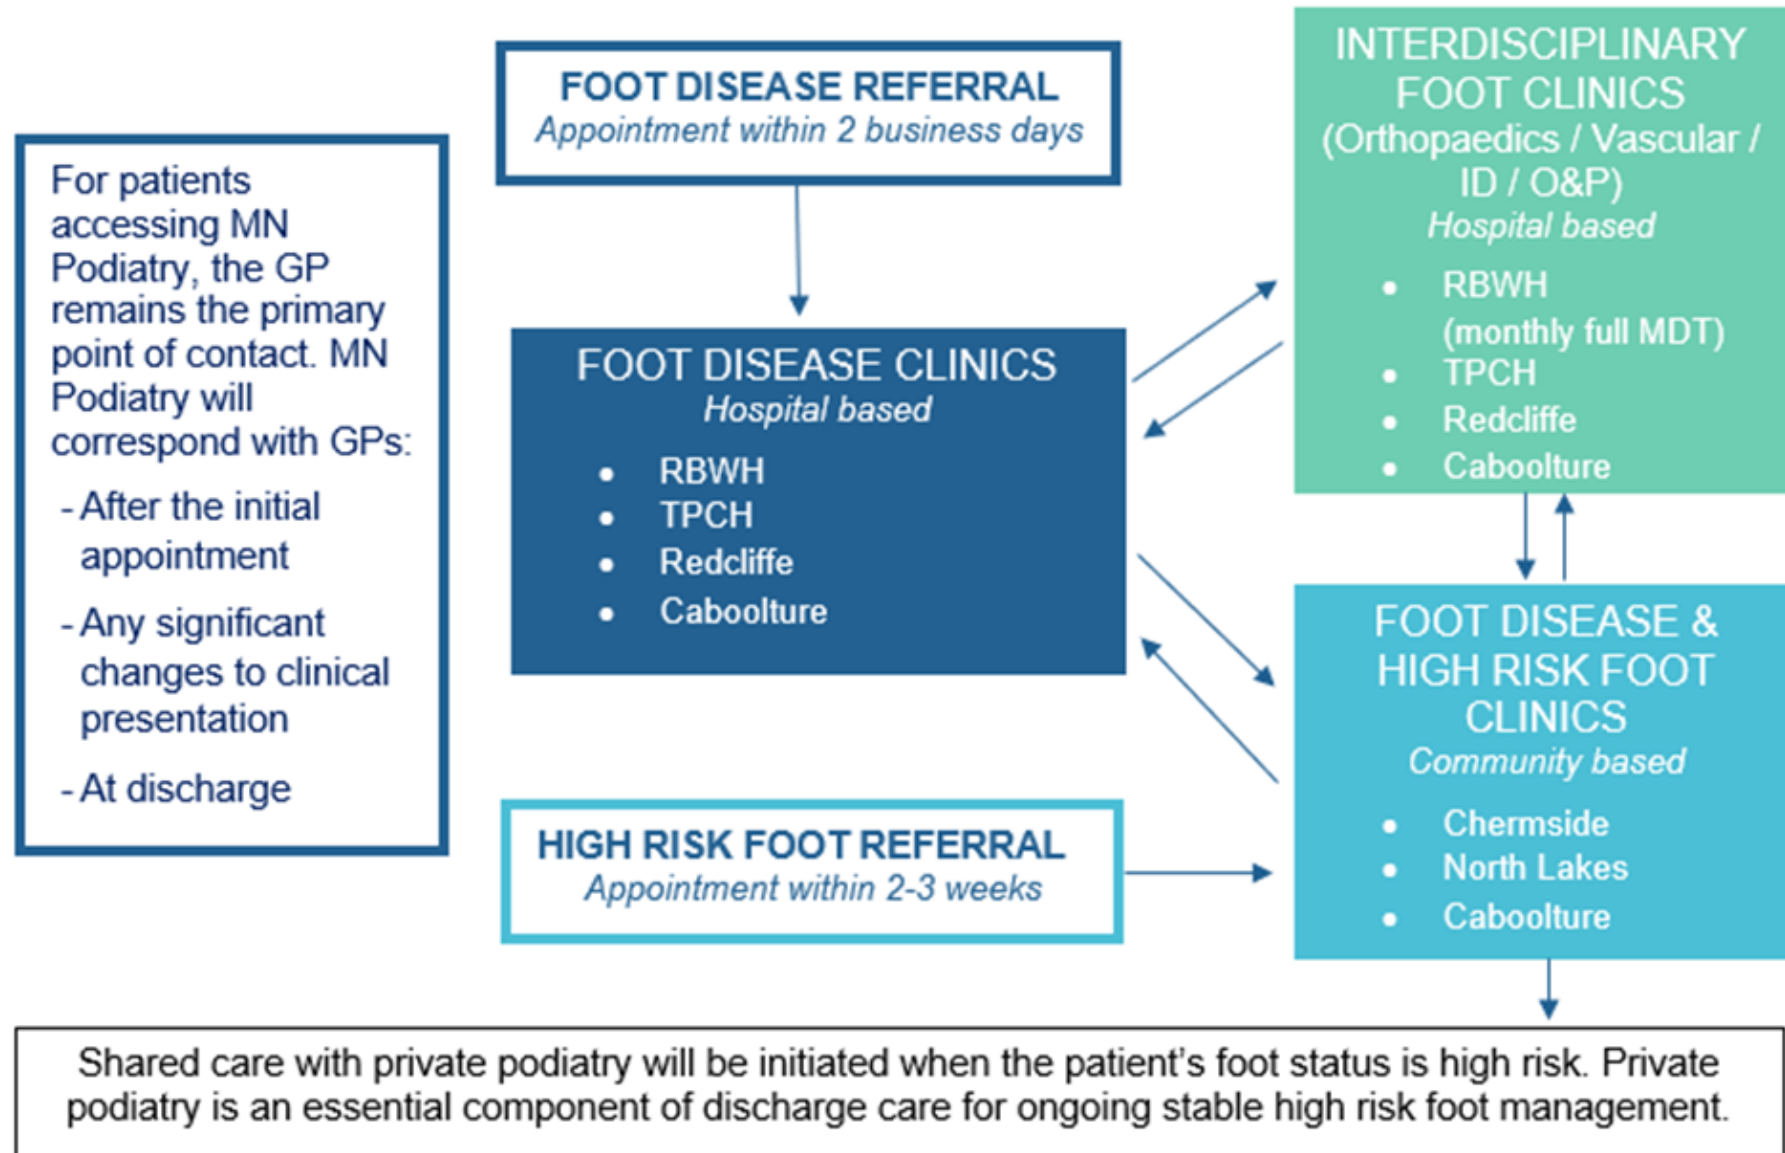 For patients
accessing MN
Podiatry, the GP
remains the primary
point of contact. MN
Podiatry will
correspond with GPs:
- After the initial
appointment
- Any significant
changes to clinical
presentation
- At discharge
FOOT DISEASE REFERRAL
Appointment within 2 business days
FOOT DISEASE CLINICS
Hospital based
• RBWH
• TPCH
• Redcliffe
• Caboolture
HIGH RISK FOOT REFERRAL
Appointment within 2-3 weeks
INTERDISCIPLINARY
FOOT CLINICS
(Orthopaedics / Vascular /
ID / O&P)
Hospital based
• RBWH
(monthly full MDT)
• TPCH
• Redcliffe
• Caboolture
FOOT DISEASE &
HIGH RISK FOOT
CLINICS
Community based
• Chermside
• North Lakes
• Caboolture
Shared care with private podiatry will be initiated when the patient's foot status is high risk. Private
podiatry is an essential component of discharge care for ongoing stable high risk foot management.